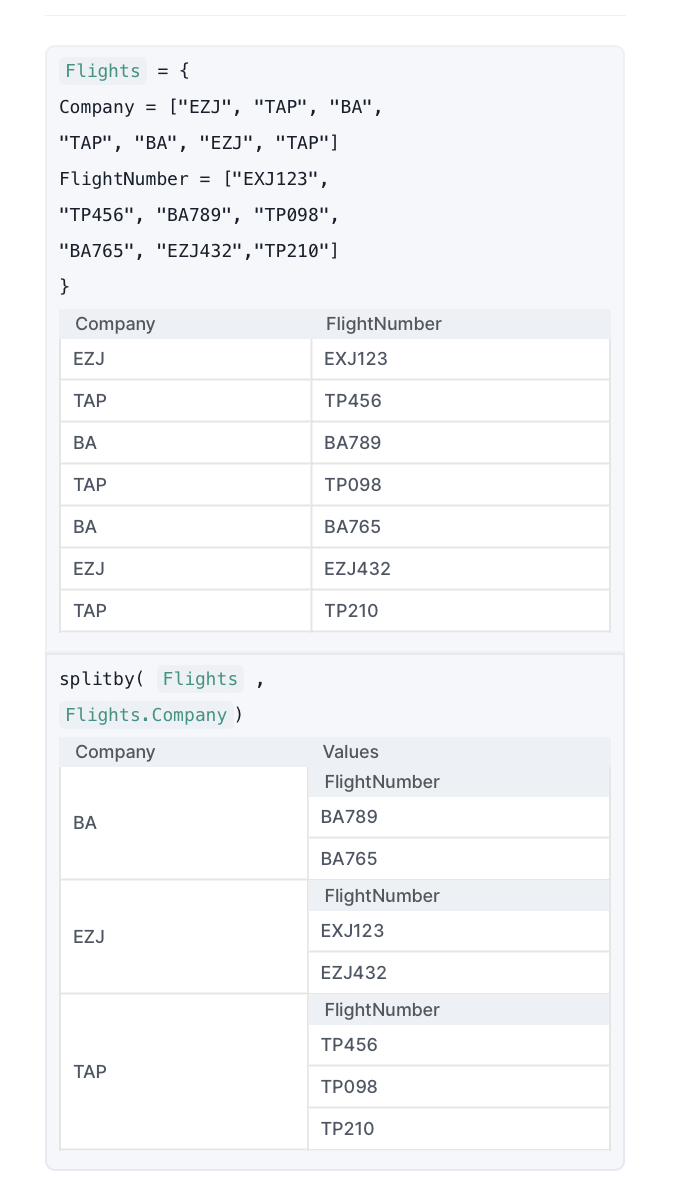 Flights = {
Company = ["EZJ", "TAP", "BA",
"TAP", "BA", "EZJ", "TAP"]
FlightNumber = ["EXJ123",
"TP456", "BA789", "TP098",
"BA765", "EZJ432","TP210"]
}
Company FlightNumber
EZJ EXJ123
TAP TP456
BA BA789
TAP TP098
BA BA765
EZJ EZJ432
TAP TP210
splitby( Flights ,
Flights.Company )
Company Values
FlightNumber
BA BA789
BA765
FlightNumber
EZJ EXJ123
EZJ432
FlightNumber
TP456
TAP TP098
TP210